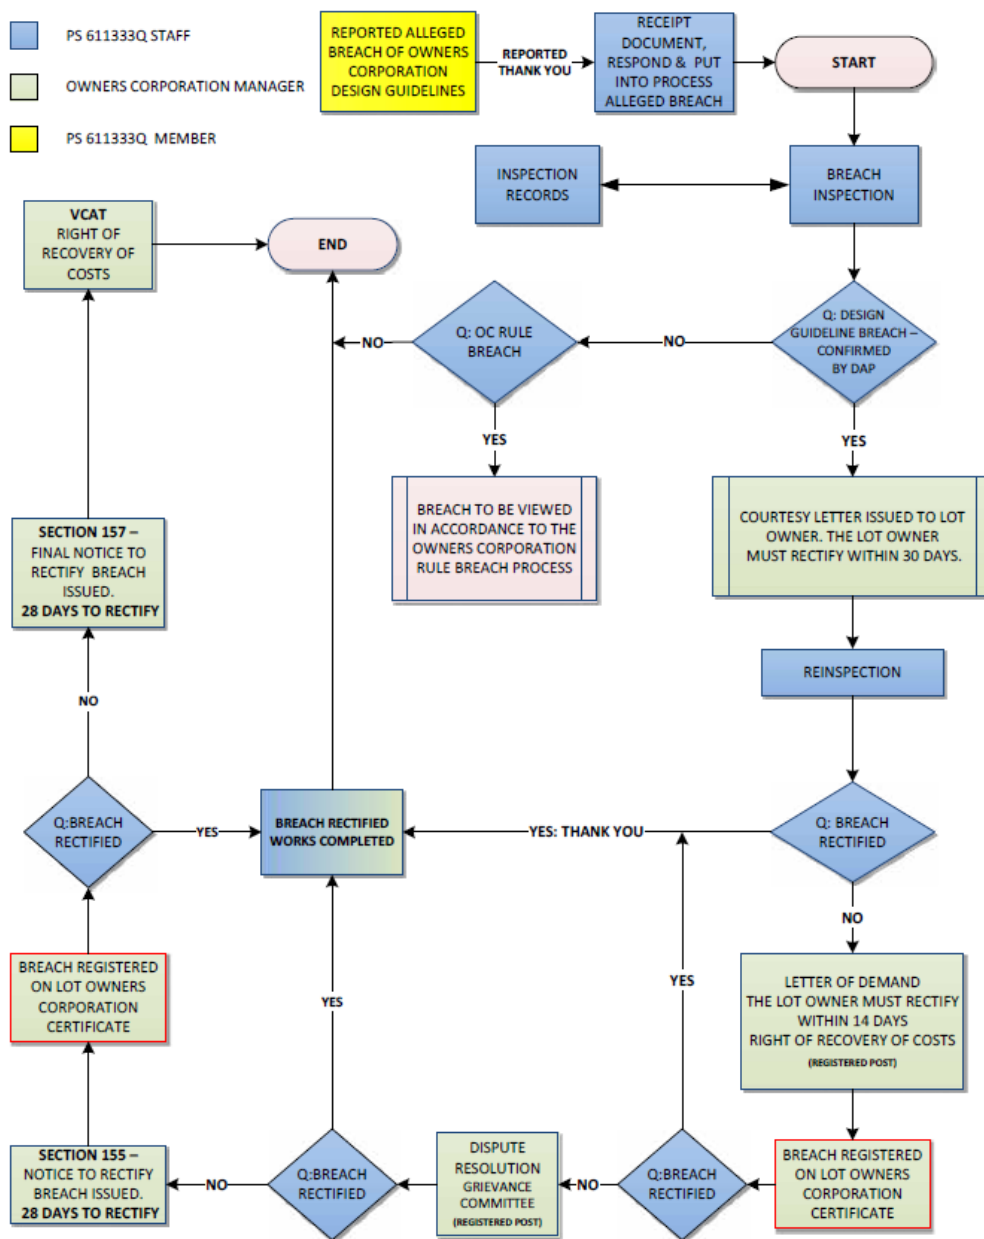 PS 611333Q STAFF
OWNERS CORPORATION MANAGER
PS 611333Q MEMBER
REPORTED ALLEGED
BREACH OF OWNERS
CORPORATION
DESIGN GUIDELINES
REPORTED
THANK YOU
RECEIPT
DOCUMENT,
RESPOND & PUT
INTO PROCESS
ALLEGED BREACH
START
INSPECTION
RECORDS
BREACH
INSPECTION
VCAT
RIGHT OF
RECOVERY OF
COSTS
END
Q: DESIGN
GUIDELINE BREACH –
CONFIRMED
BY DAP
NO
Q: OC RULE
BREACH
NO
YES
YES
BREACH TO BE VIEWED
IN ACCORDANCE TO THE
OWNERS CORPORATION
RULE BREACH PROCESS
COURTESY LETTER ISSUED TO LOT
OWNER. THE LOT OWNER
MUST RECTIFY WITHIN 30 DAYS.
SECTION 157 –
FINAL NOTICE TO
RECTIFY BREACH
ISSUED.
28 DAYS TO RECTIFY
REINSPECTION
NO
Q:BREACH
RECTIFIED
YES
BREACH RECTIFIED
WORKS COMPLETED
YES: THANK YOU
Q: BREACH
RECTIFIED
NO
BREACH REGISTERED
ON LOT OWNERS
CORPORATION
CERTIFICATE
YES
YES
LETTER OF DEMAND
THE LOT OWNER MUST RECTIFY
WITHIN 14 DAYS
RIGHT OF RECOVERY OF COSTS
(REGISTERED POST)
SECTION 155 –
NOTICE TO RECTIFY
BREACH ISSUED.
28 DAYS TO RECTIFY
NO
Q:BREACH
RECTIFIED
DISPUTE
RESOLUTION
GRIEVANCE
COMMITTEE
(REGISTERED POST)
NO
Q:BREACH
RECTIFIED
BREACH REGISTERED
ON LOT OWNERS
CORPORATION
CERTIFICATE